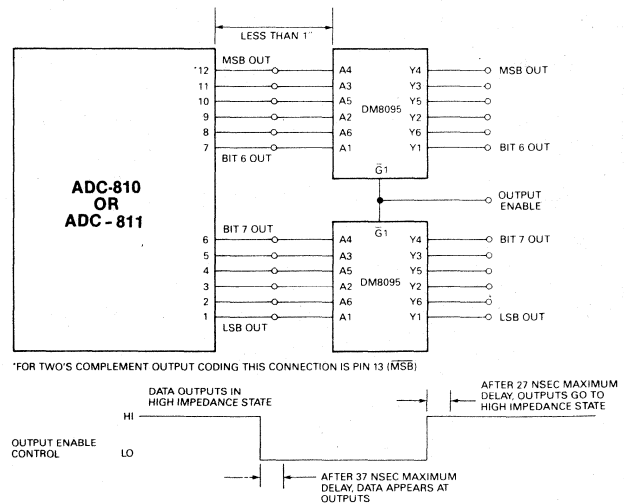 LESS THAN 1"
MSB OUT
*12 A4 Y4 MSB OUT
11 A3 Y3
10 A5 Y5
DM8095
9 A2 Y2
8 A6 Y6
7 A1 Y1 BIT 6 OUT
BIT 6 OUT
G1
ADC-810
OR
ADC-811
OUTPUT
ENABLE
G1
BIT 7 OUT
6 A4 Y4 BIT 7 OUT
5 A3 Y3
4 A5 Y5
DM8095
3 A2 Y2
2 A6 Y6
1 A1 Y1 LSB OUT
LSB OUT
*FOR TWO'S COMPLEMENT OUTPUT CODING THIS CONNECTION IS PIN 13 (MSB)
DATA OUTPUTS IN
HIGH IMPEDANCE STATE
AFTER 27 NSEC MAXIMUM
DELAY, OUTPUTS GO TO
HIGH IMPEDANCE STATE
HI
OUTPUT ENABLE
CONTROL
LO
AFTER 37 NSEC MAXIMUM
DELAY, DATA APPEARS AT
OUTPUTS